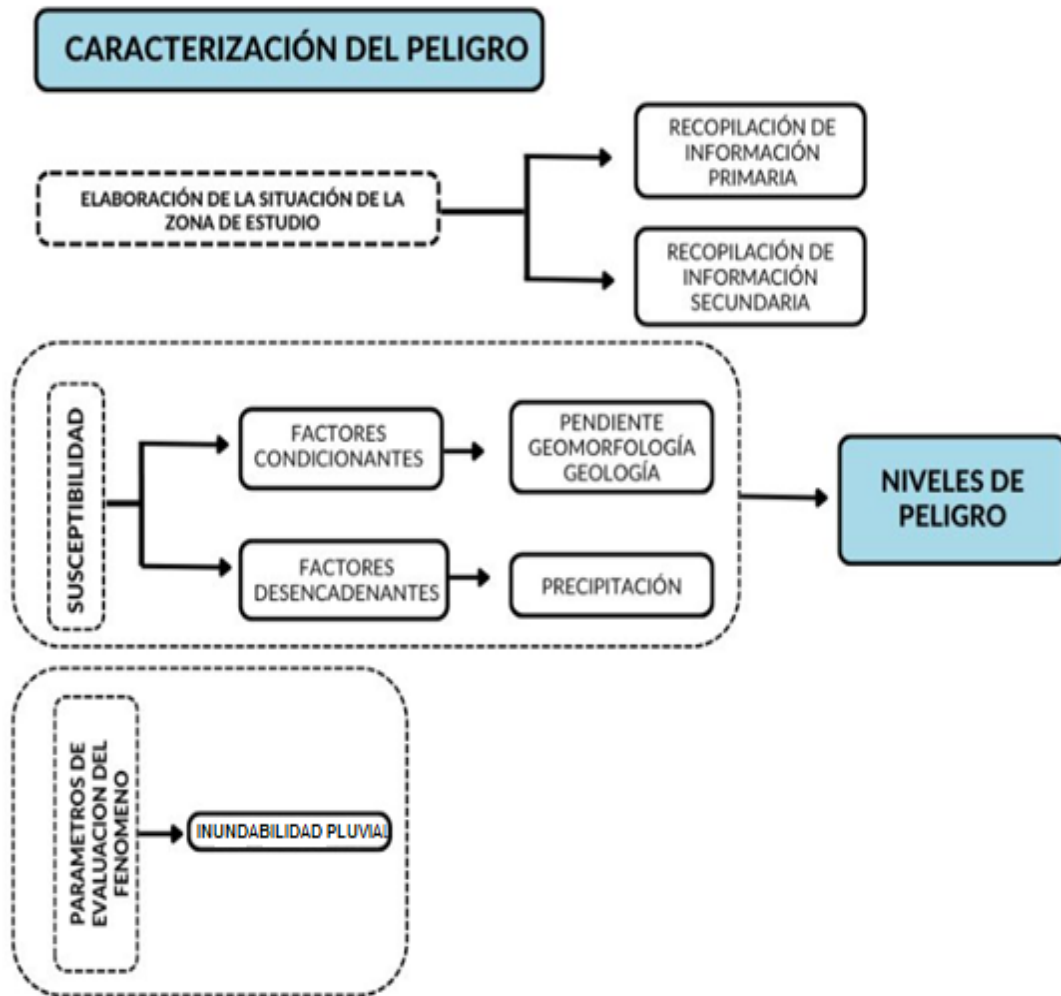 CARACTERIZACIÓN DEL PELIGRO
RECOPILACIÓN DE
INFORMACIÓN
PRIMARIA
ELABORACIÓN DE LA SITUACIÓN DE LA
ZONA DE ESTUDIO
RECOPILACIÓN DE
INFORMACIÓN
SECUNDARIA
SUSCEPTIBILIDAD
FACTORES
CONDICIONANTES
PENDIENTE
GEOMORFOLOGÍA
GEOLOGÍA
FACTORES
DESENCADENANTES
PRECIPITACIÓN
NIVELES DE
PELIGRO
PARAMETROS DE
EVALUACION DEL
FENOMENO
INUNDABILIDAD PLUVIAL